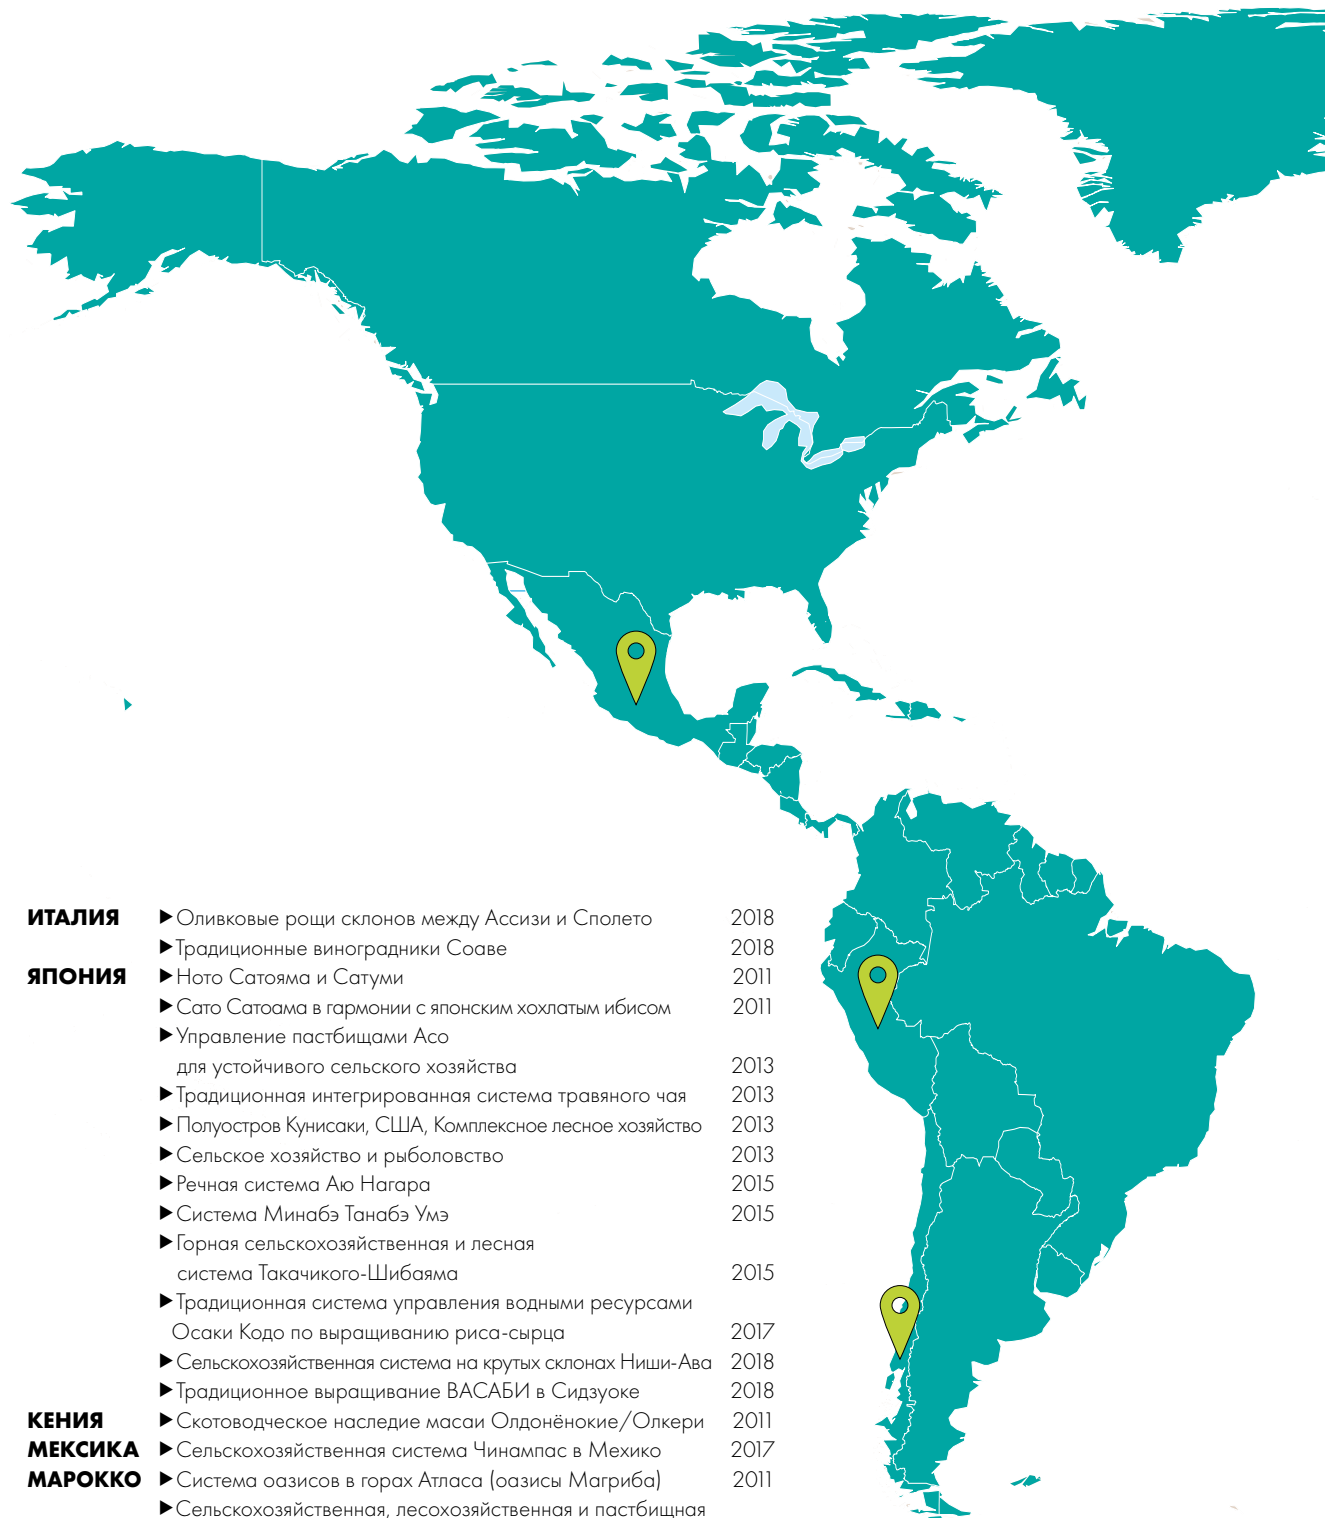 ИТАЛИЯ ▶Оливковые рощи склонов между Ассизи и Сполето 2018
▶Традиционные виноградники Соаве 2018
ЯПОНИЯ ▶Ното Сатояма и Сатуми 2011
▶Сато Сатоама в гармонии с японским хохлатым ибисом 2011
▶Управление пастбищами Асо
для устойчивого сельского хозяйства 2013
▶Традиционная интегрированная система травяного чая 2013
▶Полуостров Кунисаки, США, Комплексное лесное хозяйство 2013
▶Сельское хозяйство и рыболовство 2013
▶Речная система Аю Нагара 2015
▶Система Минабэ Танабэ Умэ 2015
▶Горная сельскохозяйственная и лесная
система Такачикого-Шибаяма 2015
▶Традиционная система управления водными ресурсами
Осаки Кодо по выращиванию риса-сырца 2017
▶Сельскохозяйственная система на крутых склонах Ниши-Ава 2018
▶Традиционное выращивание ВАСАБИ в Сидзуоке 2018
КЕНИЯ ▶Скотоводческое наследие масаи Олдонёнокие/Олкери 2011
МЕКСИКА ▶Сельскохозяйственная система Чинампас в Мехико 2017
МАРОККО ▶Система оазисов в горах Атласа (оазисы Магриба) 2011
▶Сельскохозяйственная, лесохозяйственная и пастбищная